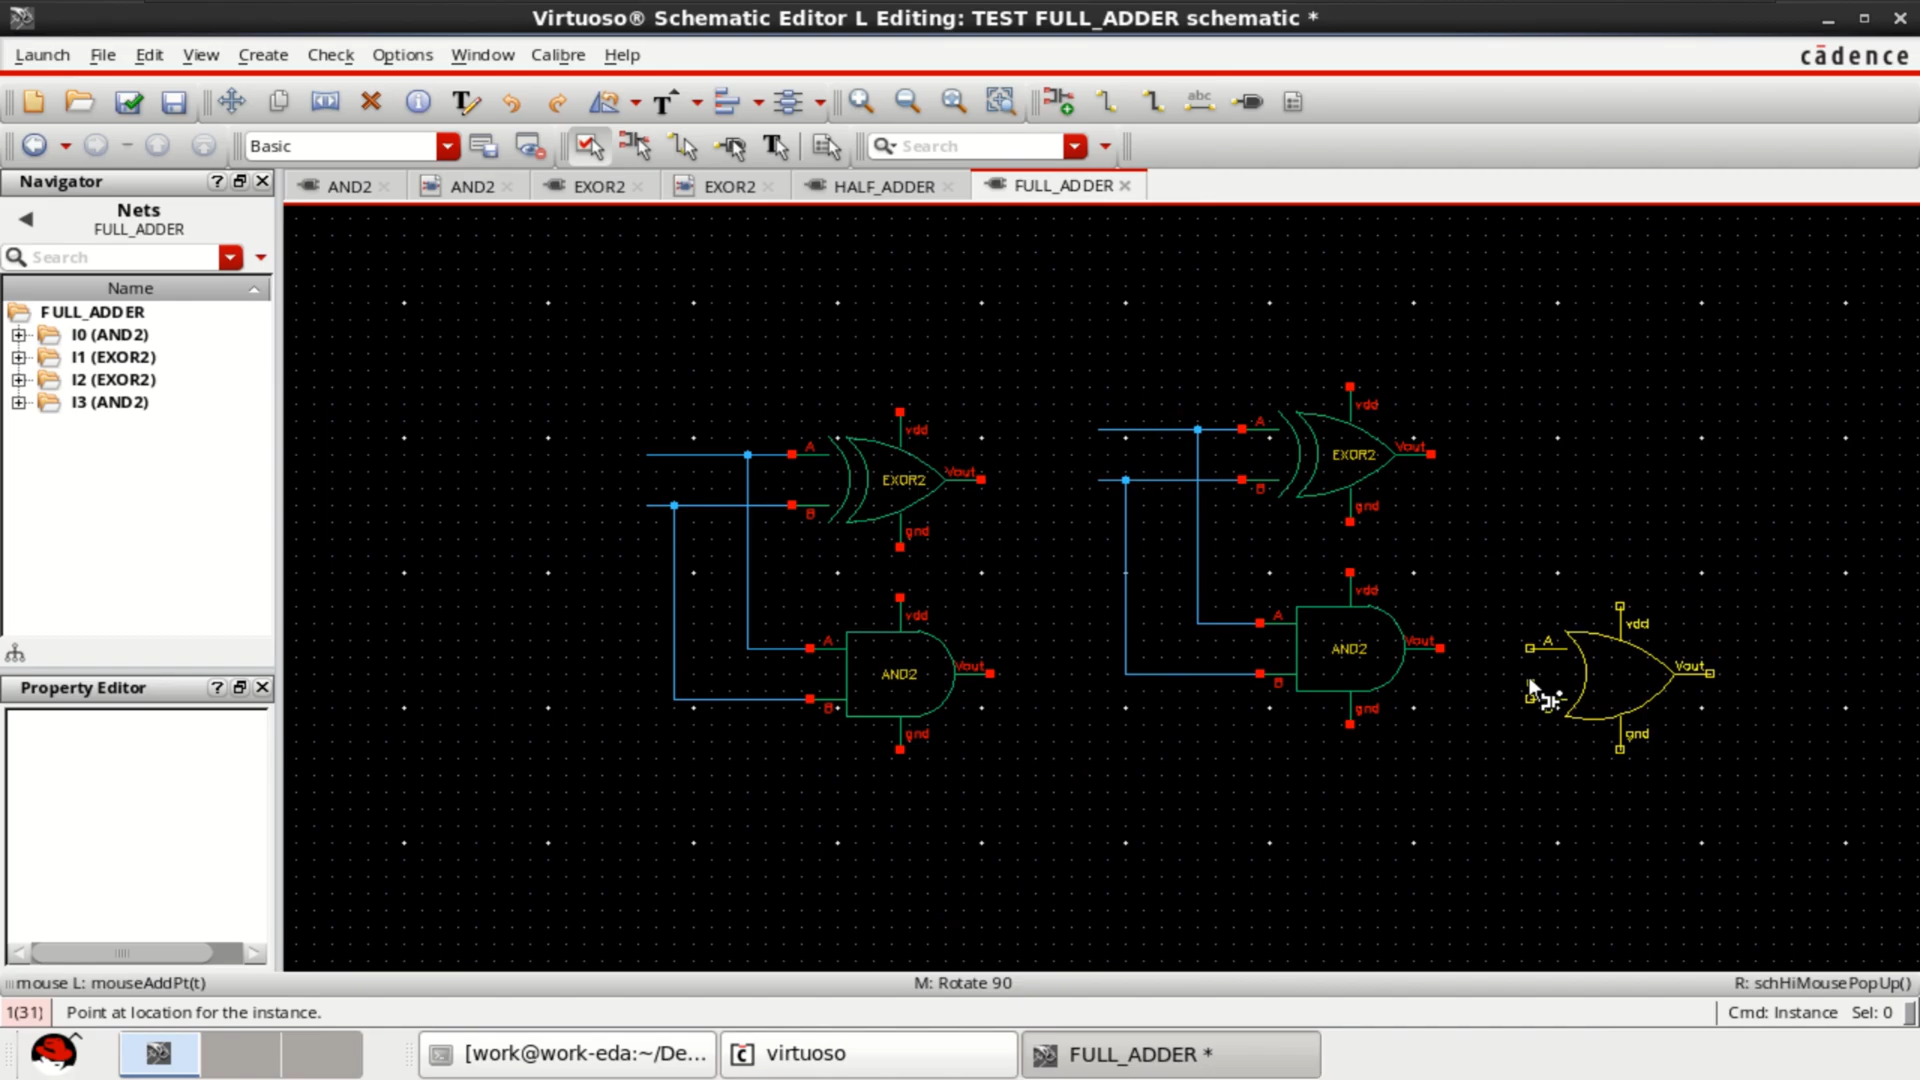 Virtuoso® Schematic Editor L Editing: TEST FULL_ADDER schematic *
Launch File Edit View Create Check Options Window Calibre Help cādence
abc
Basic Search
Navigator ? AND2 AND2 EXOR2 EXOR2 HALF_ADDER FULL_ADDER
Nets
FULL_ADDER
Search
Name
FULL_ADDER
I0 (AND2)
I1 (EXOR2)
I2 (EXOR2)
I3 (AND2)
Property Editor ?
vdd
A
B
EXOR2
Vout
gnd
vdd
A
B
AND2
Vout
gnd
vdd
A
B
EXOR2
Vout
gnd
vdd
A
B
AND2
Vout
gnd
vdd
A
Vout
gnd
mouse L: mouseAddPt(t) M: Rotate 90 R: schHiMousePopUp()
1(31) Point at location for the instance. Cmd: Instance Sel: 0
[work@work-eda:~/De... virtuoso FULL_ADDER *